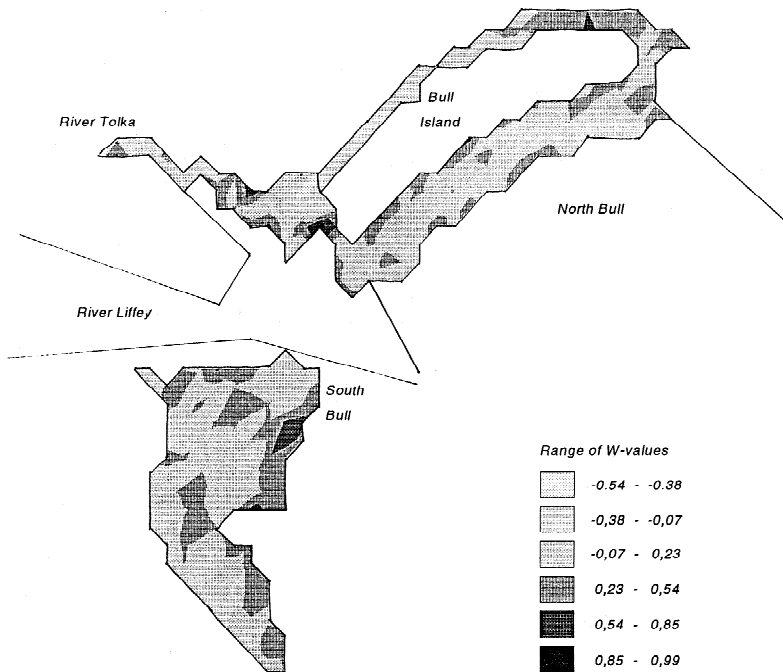 Bull
Island
River Tolka
North Bull
River Liffey
South
Bull
Range of W-values
-0.54 - -0.38
-0,38 - -0,07
-0,07 - 0,23
0,23 - 0,54
0,54 - 0,85
0,85 - 0,99